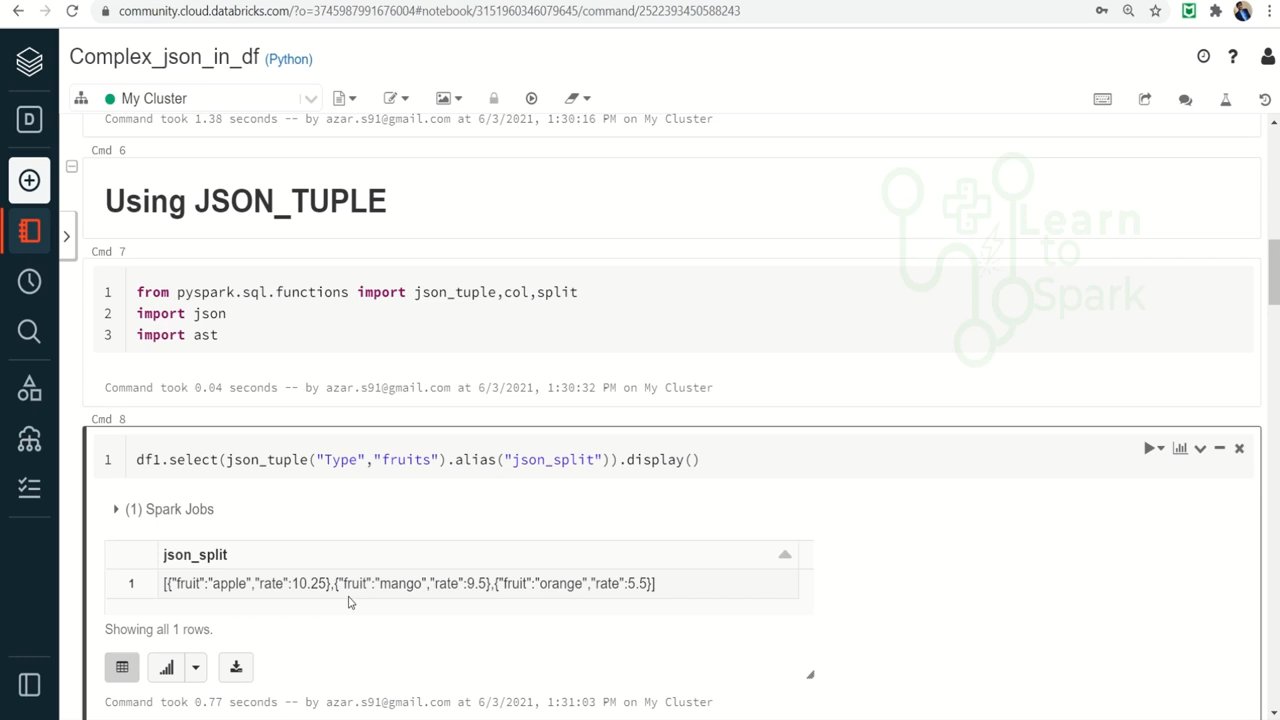 community.cloud.databricks.com/?o=3745987991676004#notebook/3151960346079645/command/2522393450588243
Complex_json_in_df (Python)
D
My Cluster
Command took 1.38 seconds -- by azar.s91@gmail.com at 6/3/2021, 1:30:16 PM on My Cluster
Cmd 6
Using JSON_TUPLE
Learn
to
Spark
Cmd 7
1 from pyspark.sql.functions import json_tuple,col,split
2 import json
3 import ast
Command took 0.04 seconds -- by azar.s91@gmail.com at 6/3/2021, 1:30:32 PM on My Cluster
Cmd 8
1 df1.select(json_tuple("Type","fruits").alias("json_split")).display()
(1) Spark Jobs
json_split
1 [{"fruit":"apple","rate":10.25},{"fruit":"mango","rate":9.5},{"fruit":"orange","rate":5.5}]
Showing all 1 rows.
Command took 0.77 seconds -- by azar.s91@gmail.com at 6/3/2021, 1:31:03 PM on My Cluster